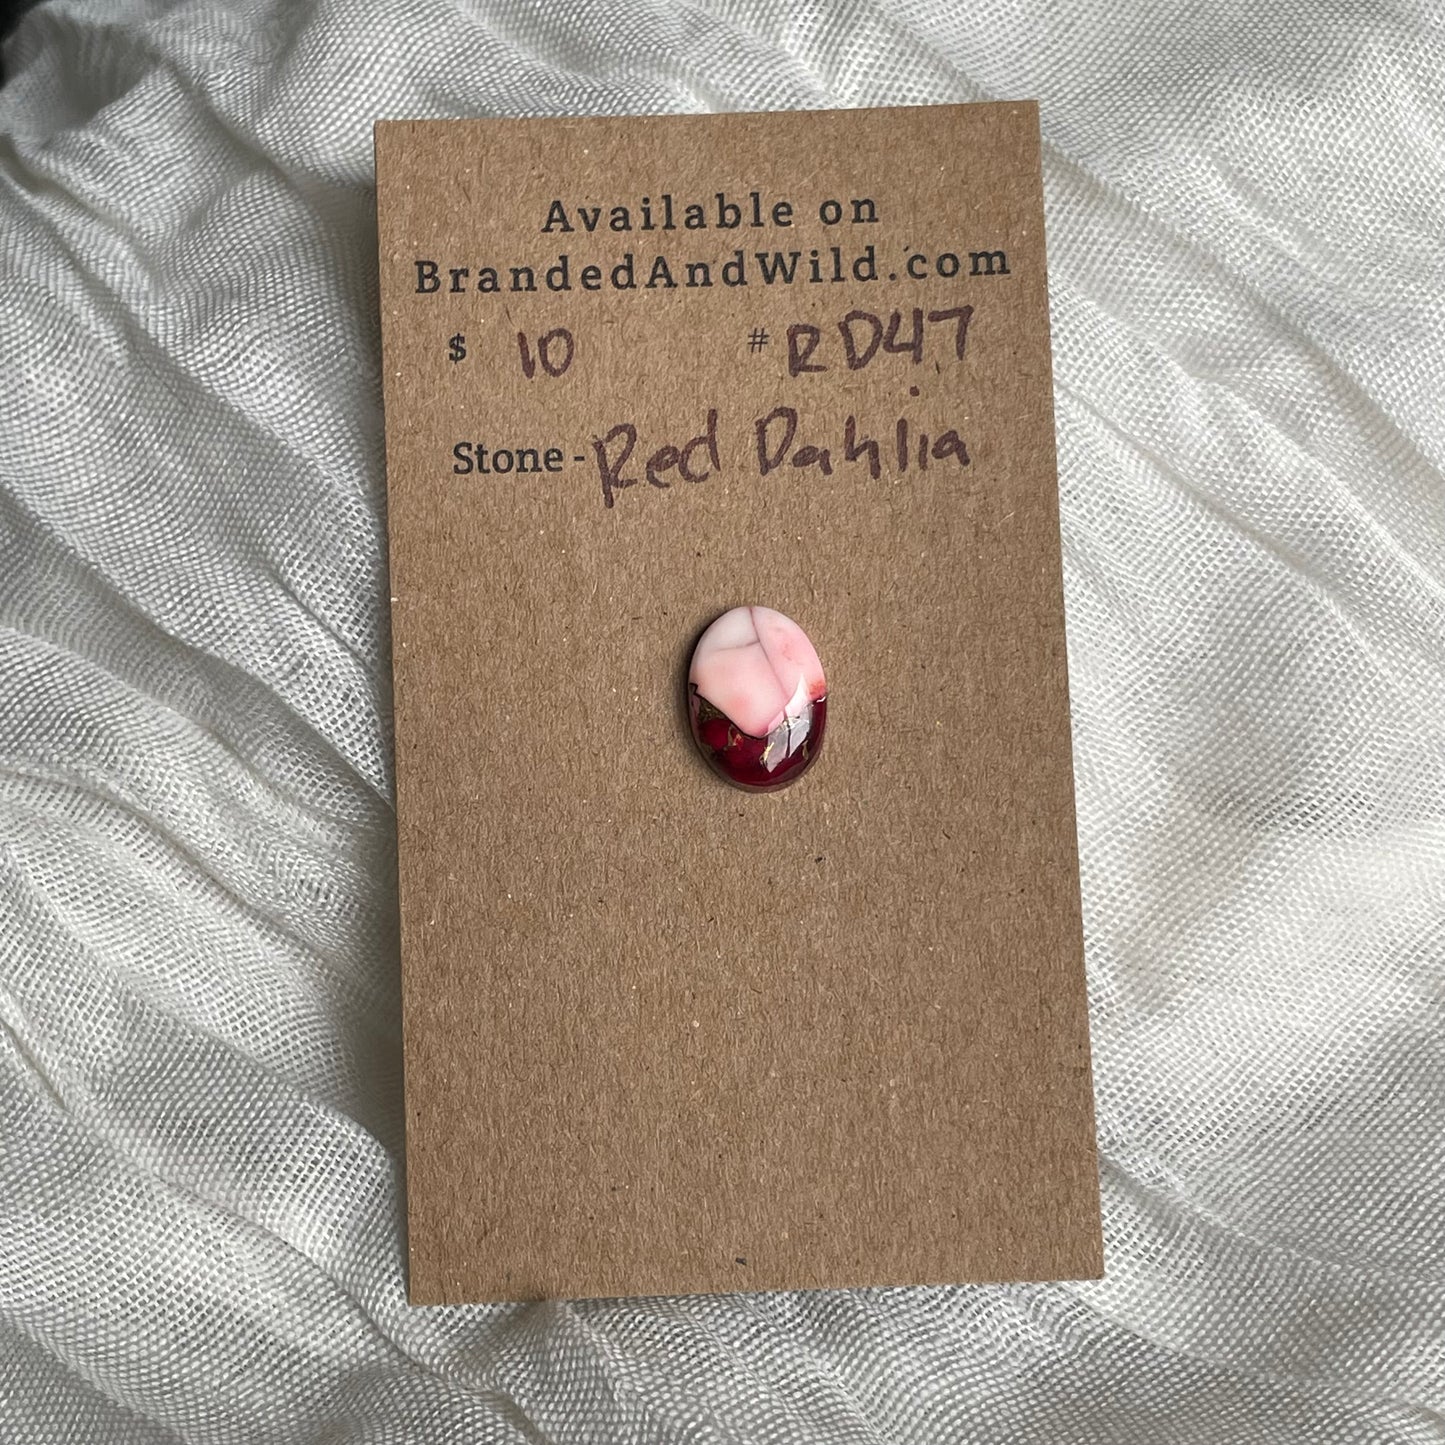 Available on
BrandedAndWild.com
$ 10 # RD47
Stone - Red Dahlia